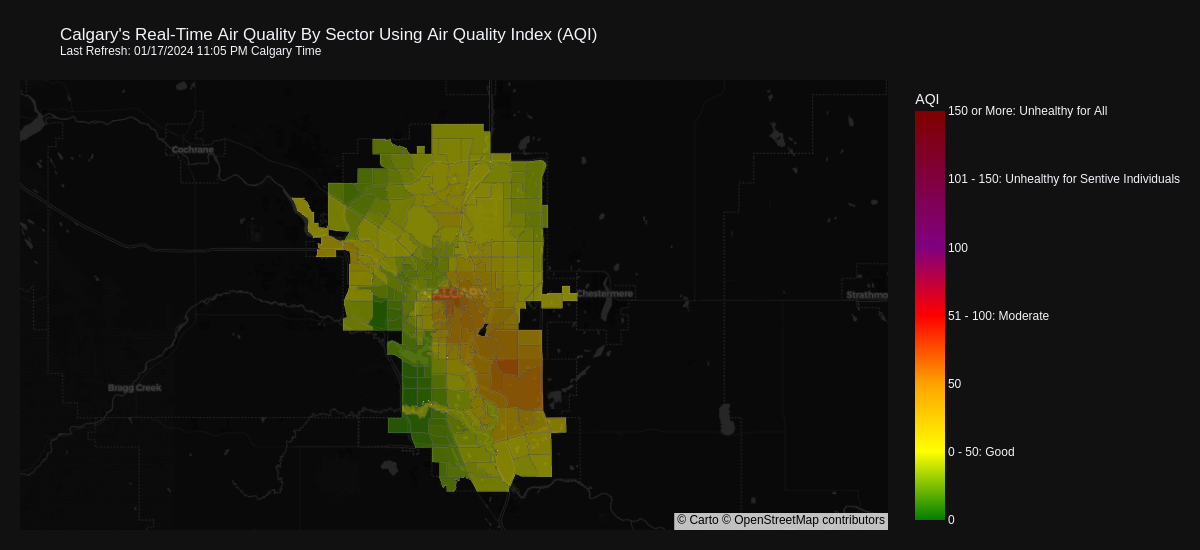 Calgary's Real-Time Air Quality By Sector Using Air Quality Index (AQI)
Last Refresh: 01/17/2024 11:05 PM Calgary Time
AQI
150 or More: Unhealthy for All
Cochrane
101 - 150: Unhealthy for Sentive Individuals
100
CALGARY
Chestermere
Strathmo
51 - 100: Moderate
Bragg Creek
50
0 - 50: Good
0
© Carto © OpenStreetMap contributors